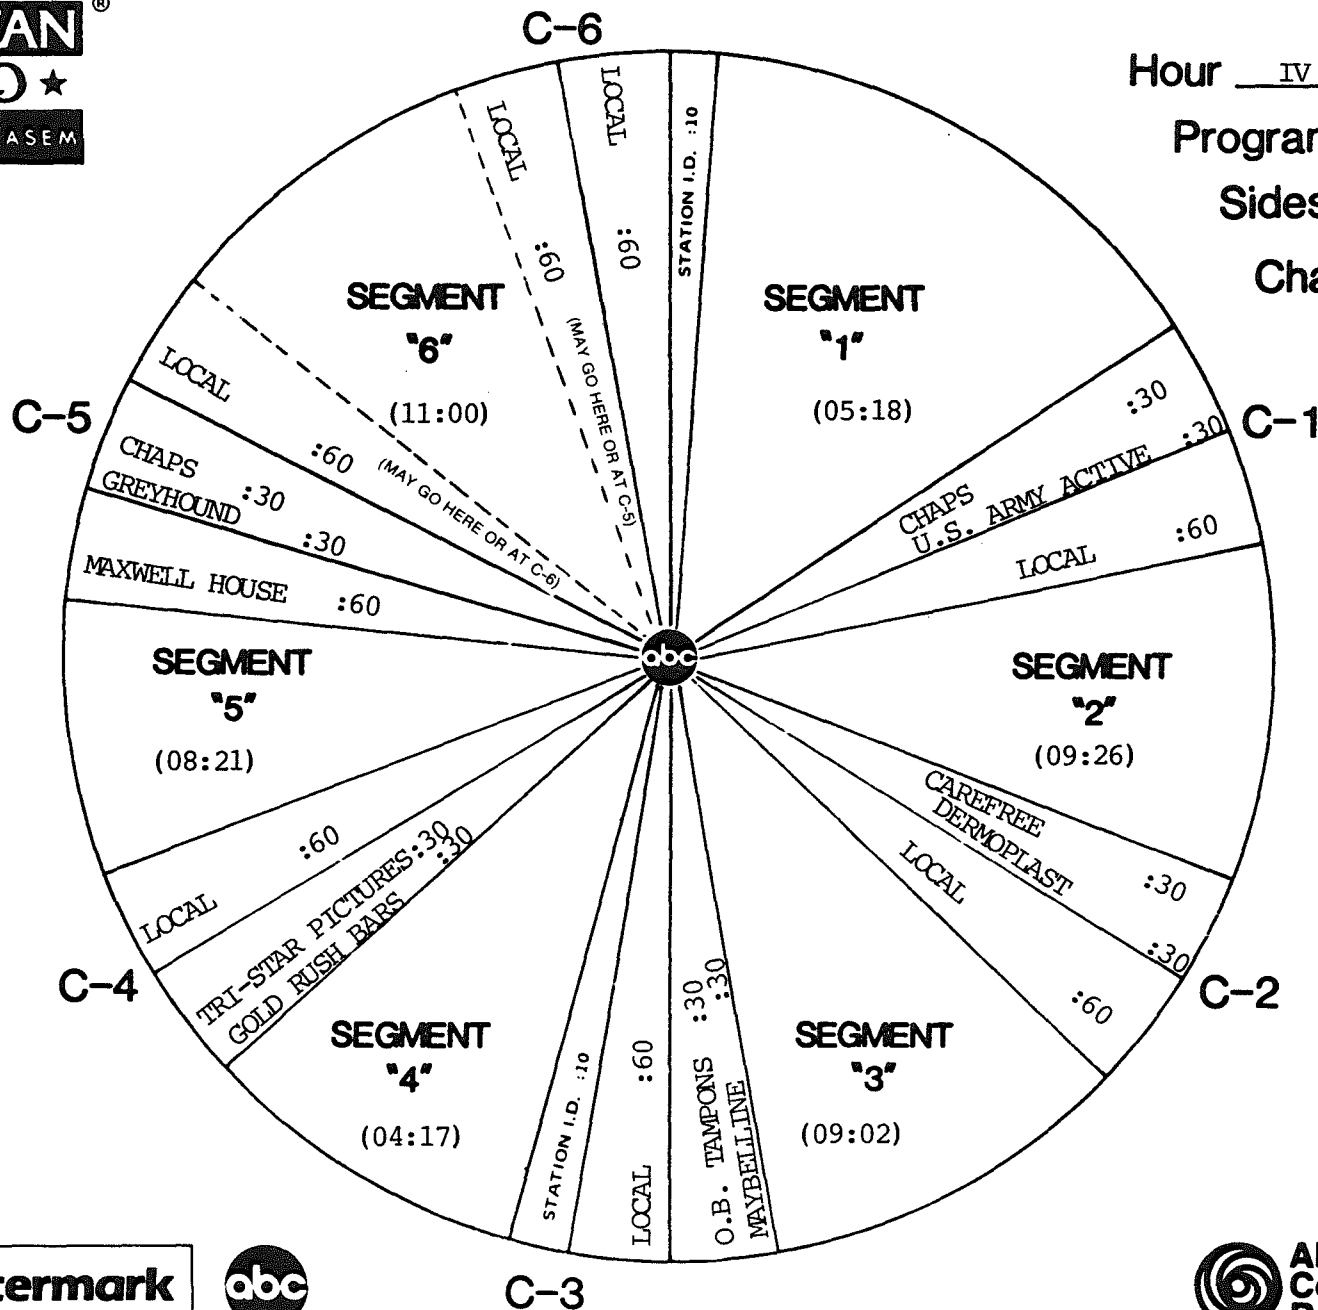 ®
C-6
Hour IV
STATION I.D. :10
LOCAL :60
LOCAL :60
(MAY GO HERE OR AT C-5)
SEGMENT
"6"
(11:00)
SEGMENT
"1"
(05:18)
C-5
LOCAL :60
(MAY GO HERE OR AT C-6)
CHAPS :30
GREYHOUND :30
MAXWELL HOUSE :60
C-1
CHAPS :30
U.S. ARMY ACTIVE :30
LOCAL :60
abc
SEGMENT
"5"
(08:21)
SEGMENT
"2"
(09:26)
CAREFREE :30
DERMOPLAST :30
LOCAL :60
C-2
LOCAL :60
TRI-STAR PICTURES :30
GOLD RUSH BARS :30
C-4
SEGMENT
"4"
(04:17)
STATION I.D. :10
LOCAL :60
O.B. TAMPONS :30
MAYBELLINE :30
SEGMENT
"3"
(09:02)
C-3
abc